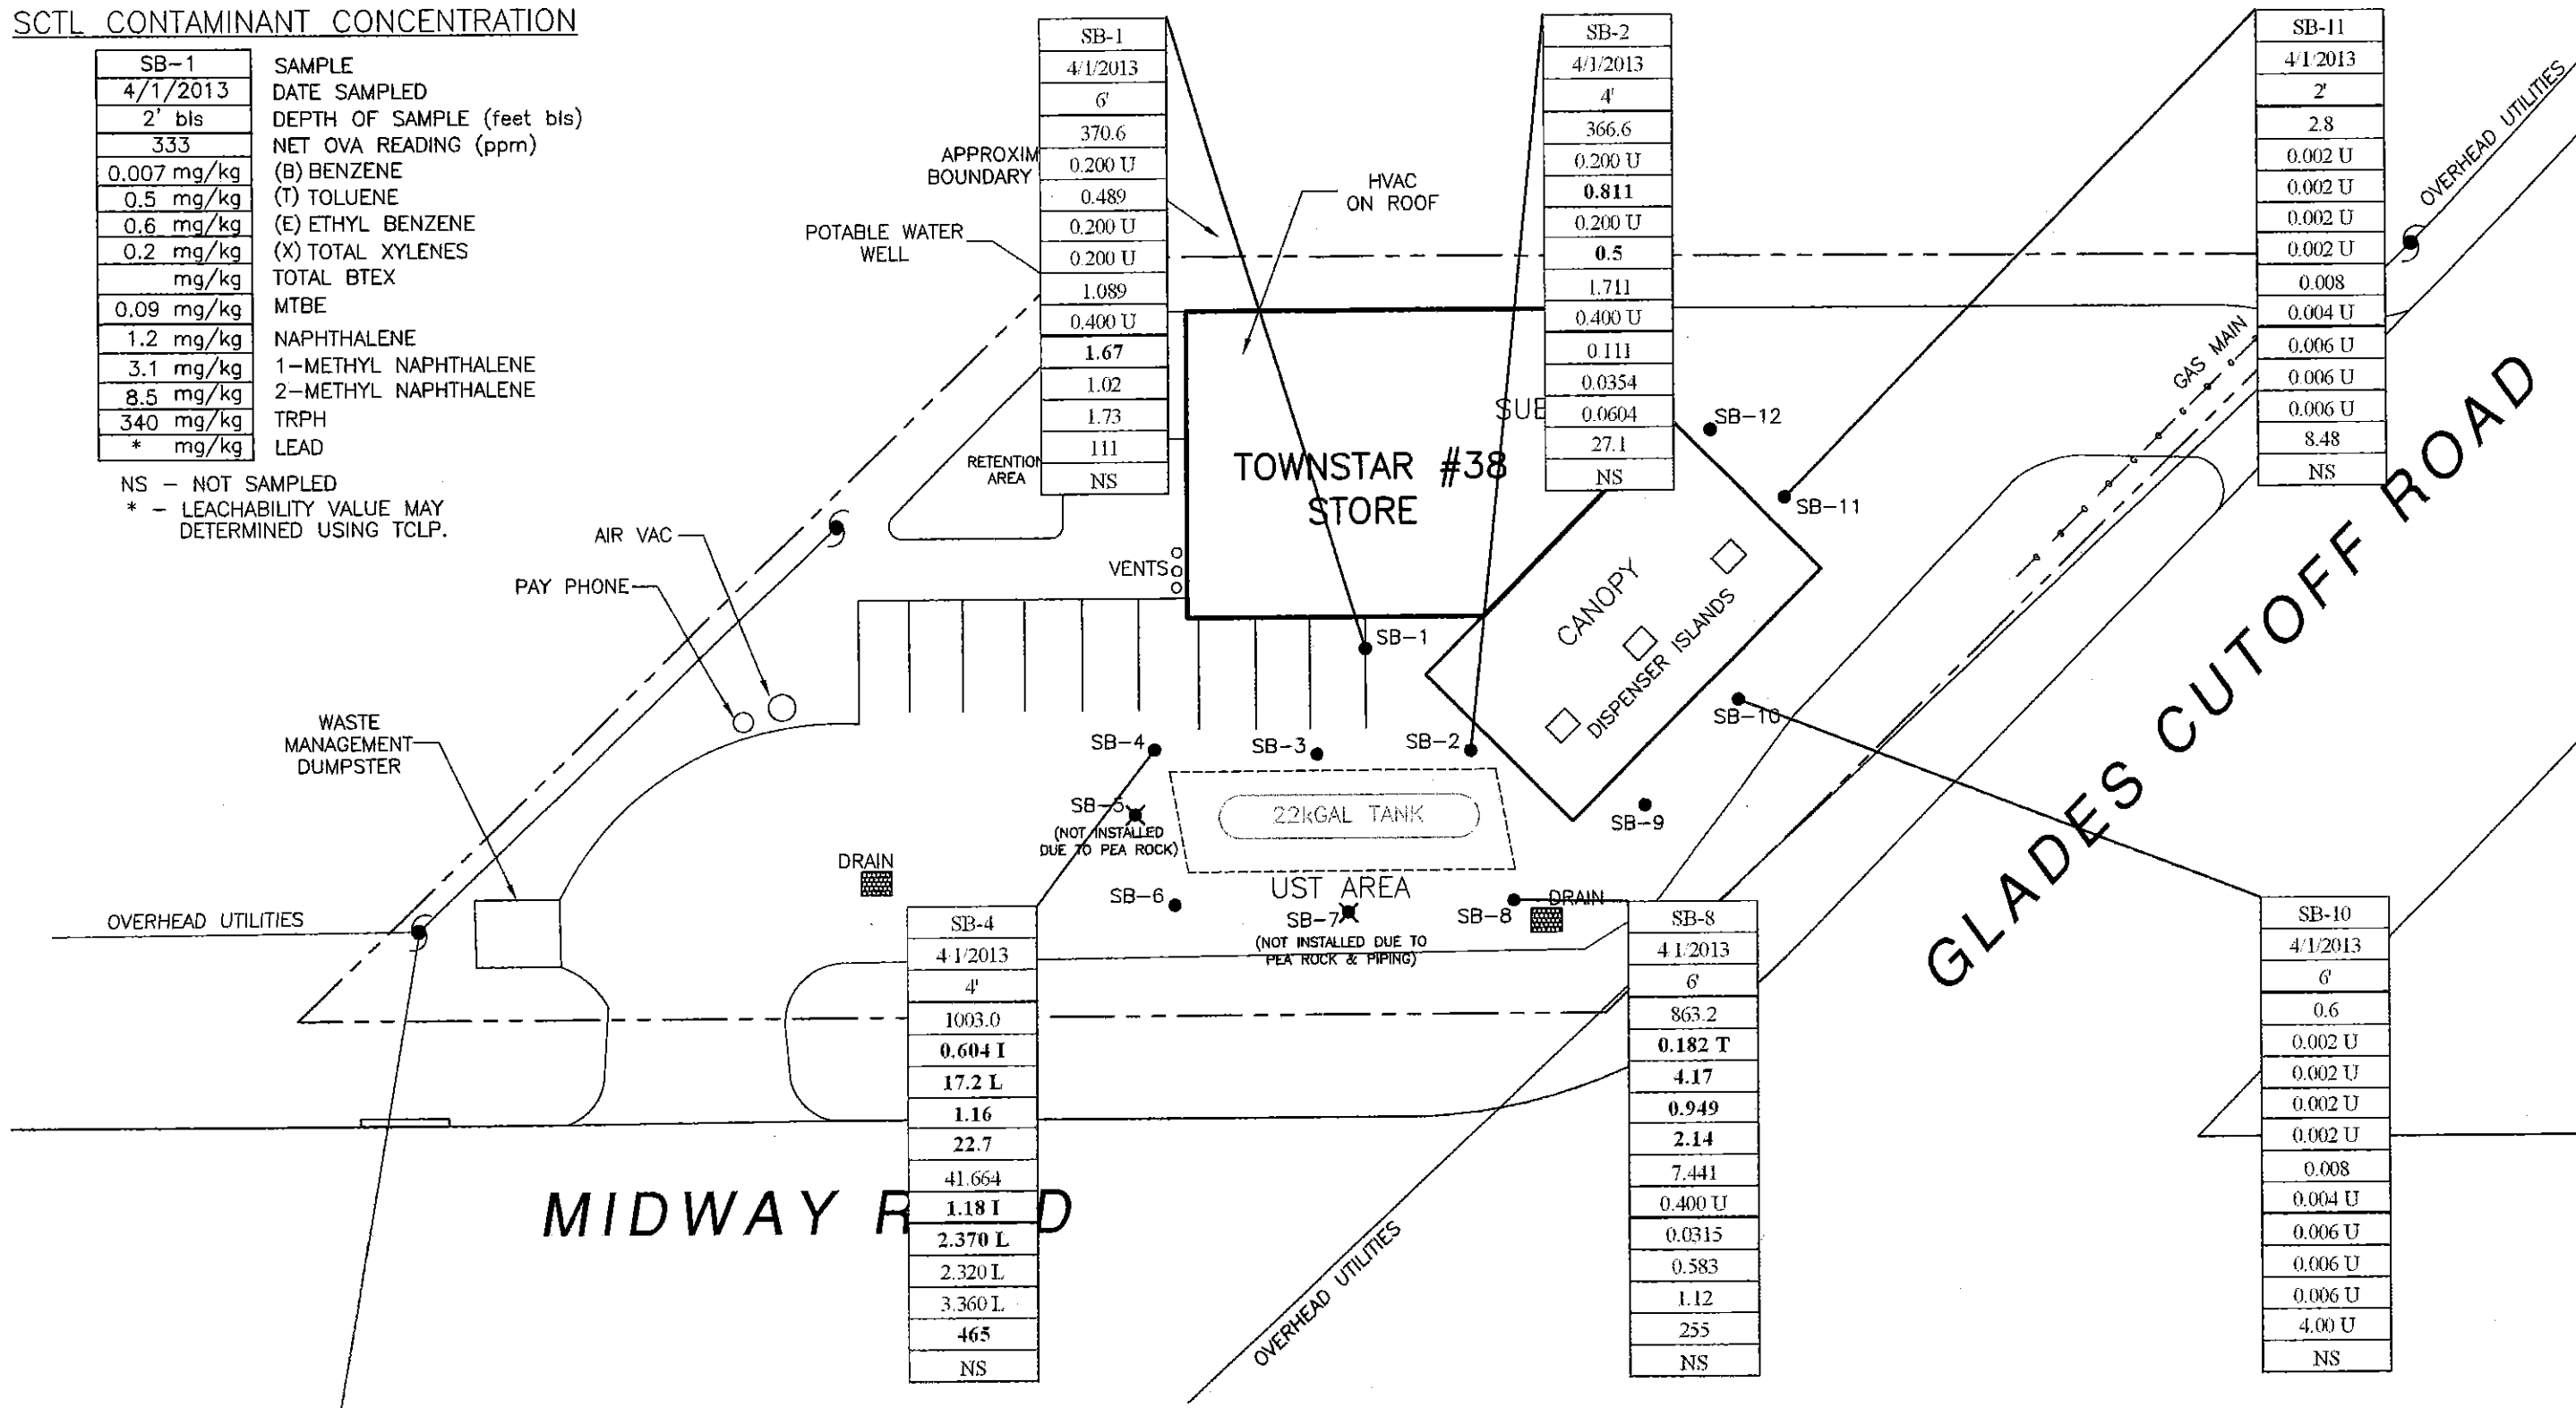 SCTL CONTAMINANT CONCENTRATION
SB-1 SAMPLE
4/1/2013 DATE SAMPLED
2' bls DEPTH OF SAMPLE (feet bls)
333 NET OVA READING (ppm)
0.007 mg/kg (B) BENZENE
0.5 mg/kg (T) TOLUENE
0.6 mg/kg (E) ETHYL BENZENE
0.2 mg/kg (X) TOTAL XYLENES
mg/kg TOTAL BTEX
0.09 mg/kg MTBE
1.2 mg/kg NAPHTHALENE
3.1 mg/kg 1-METHYL NAPHTHALENE
8.5 mg/kg 2-METHYL NAPHTHALENE
340 mg/kg TRPH
* mg/kg LEAD
NS - NOT SAMPLED
* - LEACHABILITY VALUE MAY
DETERMINED USING TCLP.
SB-1
4/1/2013
6'
370.6
0.200 U
0.489
0.200 U
0.200 U
1.089
0.400 U
1.67
1.02
1.73
111
NS
SB-2
4/1/2013
4'
366.6
0.200 U
0.811
0.200 U
0.5
1.711
0.400 U
0.111
0.0354
0.0604
27.1
NS
SB-11
4/1/2013
2'
2.8
0.002 U
0.002 U
0.002 U
0.002 U
0.008
0.004 U
0.006 U
0.006 U
0.006 U
8.48
NS
APPROXIM
BOUNDARY
POTABLE WATER
WELL
HVAC
ON ROOF
OVERHEAD UTILITIES
GAS MAIN
RETENTION
AREA
TOWNSTAR #38
STORE
SUB
SB-12
SB-11
AIR VAC
PAY PHONE
VENTS
CANOPY
DISPENSER ISLANDS
SB-1
SB-10
WASTE
MANAGEMENT
DUMPSTER
SB-4
SB-3
SB-2
SB-5
(NOT INSTALLED
DUE TO PEA ROCK)
22kGAL TANK
SB-9
DRAIN
UST AREA
SB-6
SB-7
(NOT INSTALLED DUE TO
PEA ROCK & PIPING)
SB-8
DRAIN
OVERHEAD UTILITIES
GLADES CUTOFF ROAD
SB-4
4/1/2013
4'
1003.0
0.604 I
17.2 L
1.16
22.7
41.664
1.18 I
2.370 L
2.320 L
3.360 L
465
NS
SB-8
4/1/2013
6'
863.2
0.182 T
4.17
0.949
2.14
7.441
0.400 U
0.0315
0.583
1.12
255
NS
SB-10
4/1/2013
6'
0.6
0.002 U
0.002 U
0.002 U
0.002 U
0.008
0.004 U
0.006 U
0.006 U
0.006 U
4.00 U
NS
MIDWAY R D
OVERHEAD UTILITIES